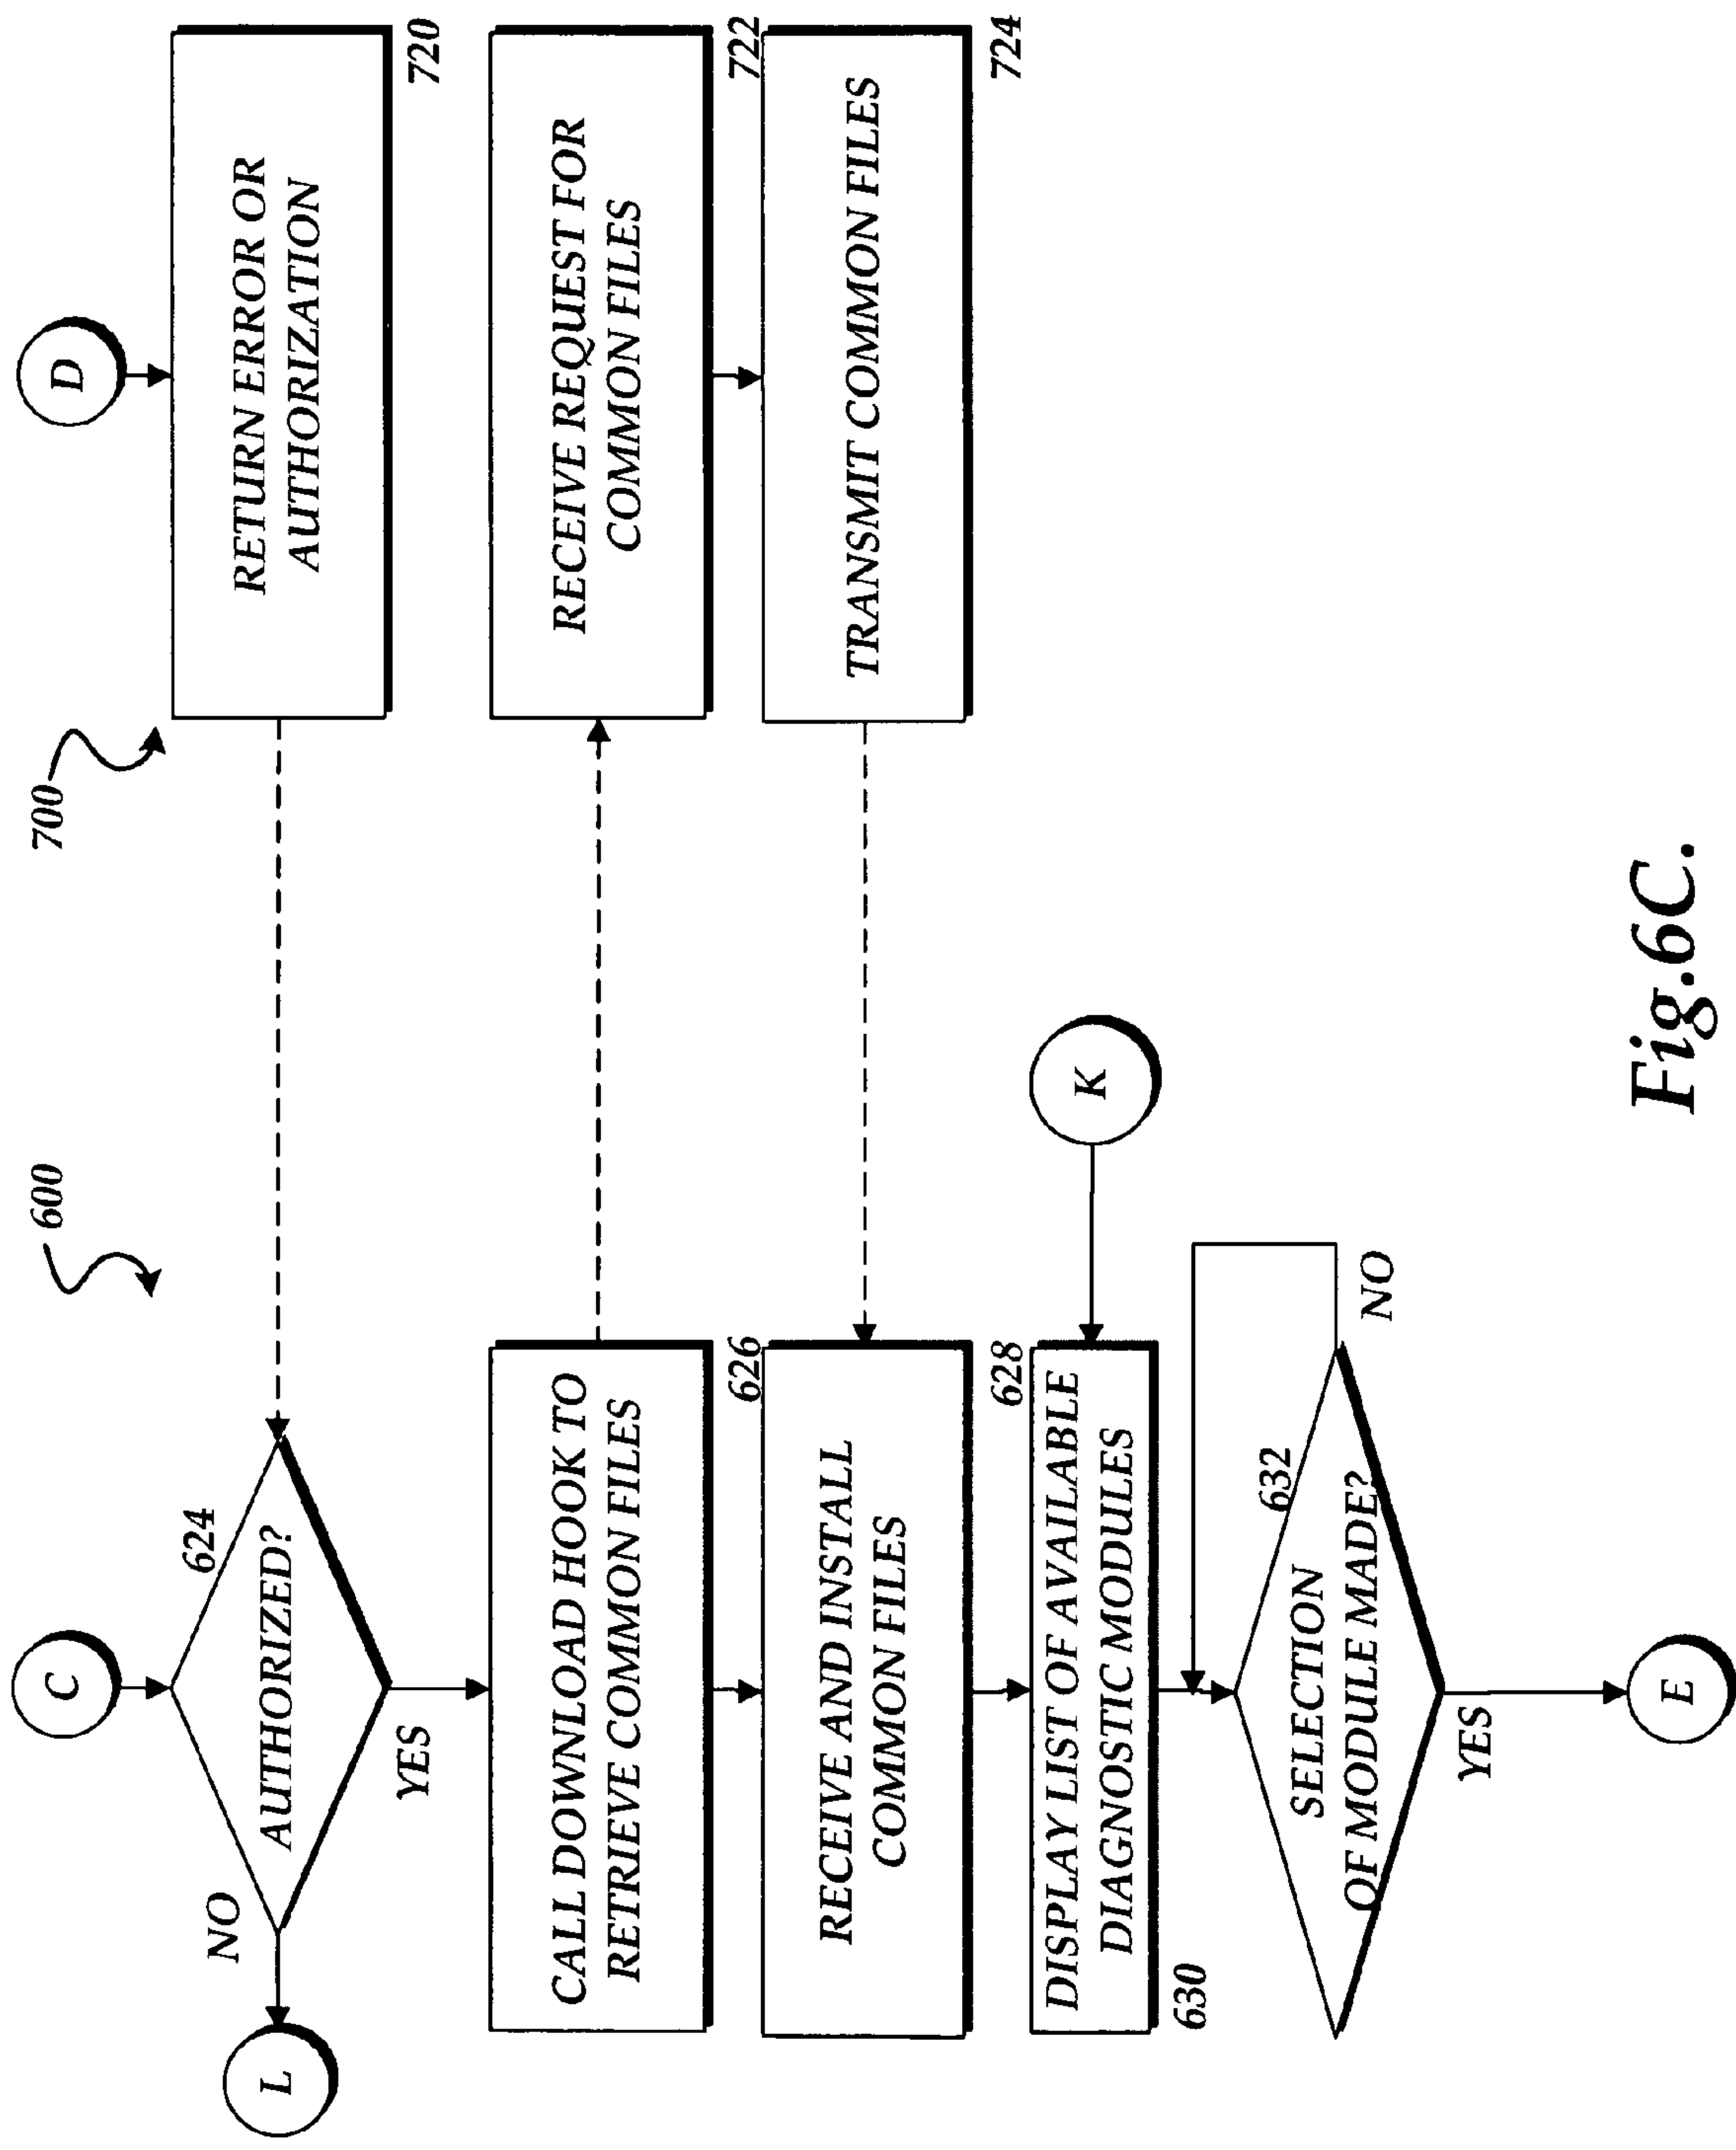 600
700
C
D
624
AUTHORIZED?
NO
L
YES
RETURN ERROR OR
AUTHORIZATION
720
CALL DOWNLOAD HOOK TO
RETRIEVE COMMON FILES
626
RECEIVE REQUEST FOR
COMMON FILES
722
RECEIVE AND INSTALL
COMMON FILES
628
TRANSMIT COMMON FILES
724
DISPLAY LIST OF AVAILABLE
DIAGNOSTIC MODULES
630
K
632
SELECTION
OF MODULE MADE?
NO
YES
E
Fig.6C.